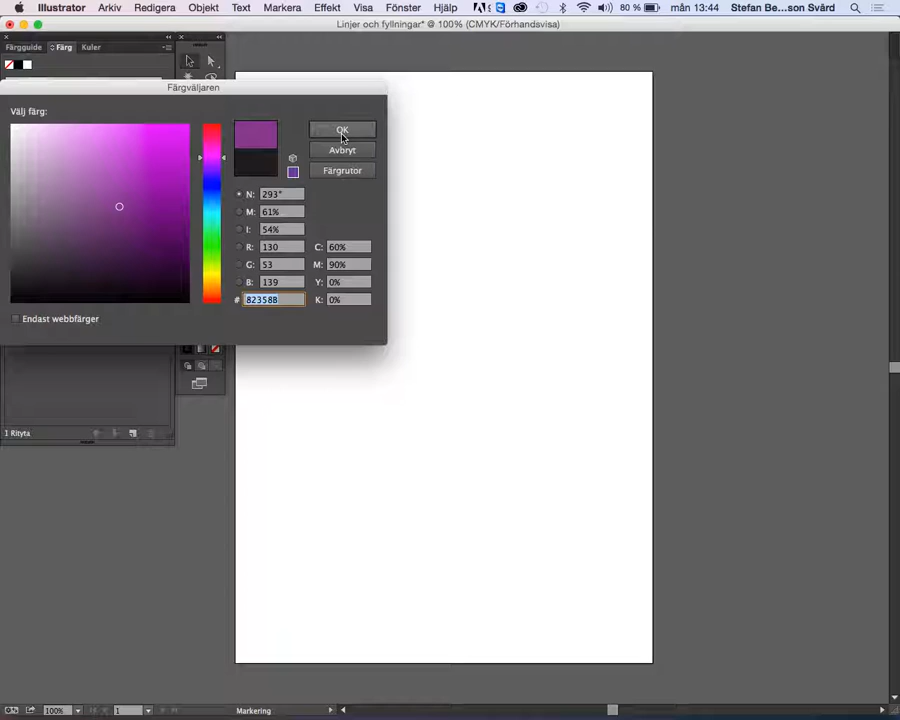 Illustrator Arkiv Redigera Objekt Text Markera Effekt Visa Fönster Hjälp 80 % mån 13:44 Stefan Be...son Svärd
Linjer och fyllningar* @ 100% (CMYK/Förhandsvisa)
Färgguide Färg Kuler
Färgväljaren
Välj färg:
OK
Avbryt
Färgrutor
N: 293°
M: 61%
I: 54%
R: 130 C: 60%
G: 53 M: 90%
B: 139 Y: 0%
# 82358B K: 0%
Endast webbfärger
1 Rityta
100% 1 Markering